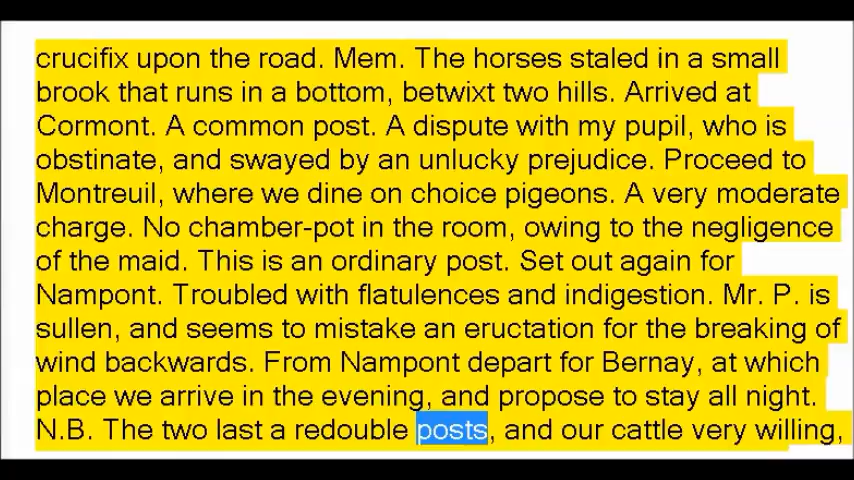 crucifix upon the road. Mem. The horses staled in a small
brook that runs in a bottom, betwixt two hills. Arrived at
Cormont. A common post. A dispute with my pupil, who is
obstinate, and swayed by an unlucky prejudice. Proceed to
Montreuil, where we dine on choice pigeons. A very moderate
charge. No chamber-pot in the room, owing to the negligence
of the maid. This is an ordinary post. Set out again for
Nampont. Troubled with flatulences and indigestion. Mr. P. is
sullen, and seems to mistake an eructation for the breaking of
wind backwards. From Nampont depart for Bernay, at which
place we arrive in the evening, and propose to stay all night.
N.B. The two last a redouble posts, and our cattle very willing,